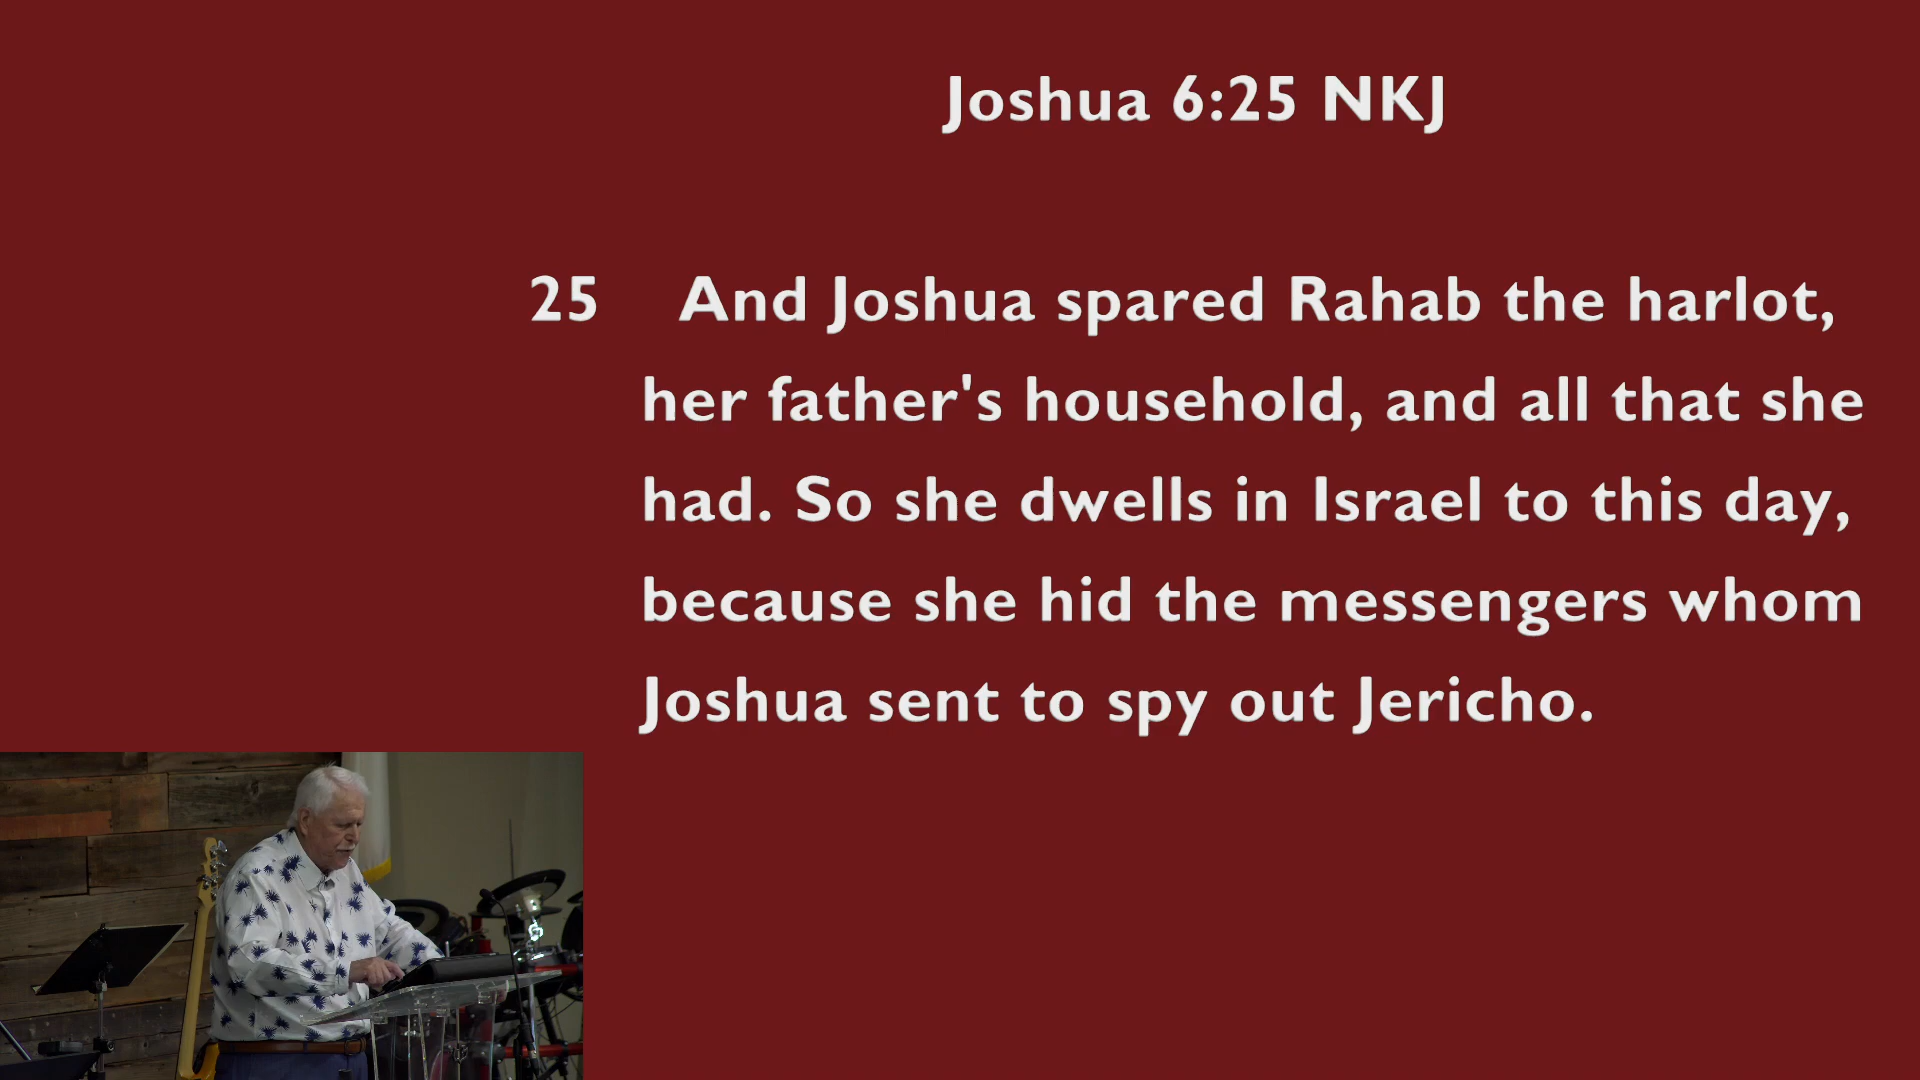 Joshua 6:25 NKJ
25 And Joshua spared Rahab the harlot,
her father's household, and all that she
had. So she dwells in Israel to this day,
because she hid the messengers whom
Joshua sent to spy out Jericho.